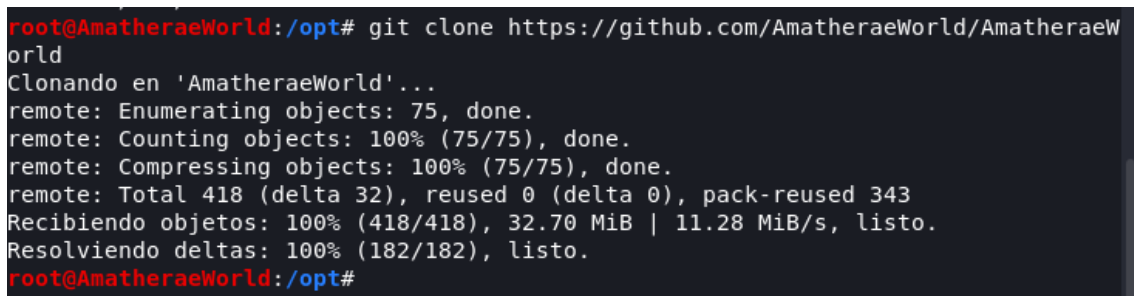 root@AmatheraeWorld:/opt# git clone https://github.com/AmatheraeWorld/AmatheraeW
orld
Clonando en 'AmatheraeWorld'...
remote: Enumerating objects: 75, done.
remote: Counting objects: 100% (75/75), done.
remote: Compressing objects: 100% (75/75), done.
remote: Total 418 (delta 32), reused 0 (delta 0), pack-reused 343
Recibiendo objetos: 100% (418/418), 32.70 MiB | 11.28 MiB/s, listo.
Resolviendo deltas: 100% (182/182), listo.
root@AmatheraeWorld:/opt#